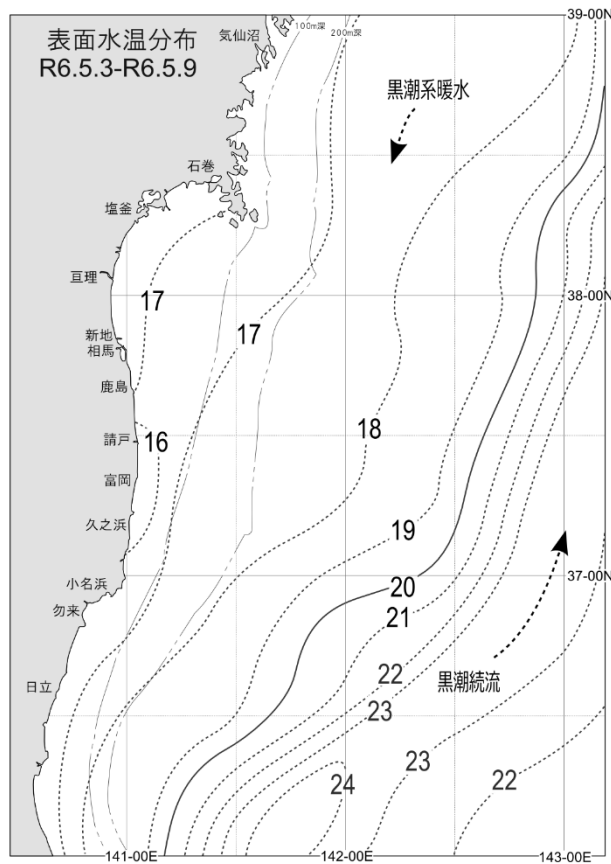 表面水温分布
R6.5.3-R6.5.9
100m深
200m深
39-00N
気仙沼
黒潮系暖水
石巻
塩釜
亘理
38-00N
17
新地
相馬
17
鹿島
18
請戸
16
富岡
久之浜
19
小名浜
20
37-00N
勿来
21
22
黒潮続流
日立
23
23
24
22
141-00E
142-00E
143-00E